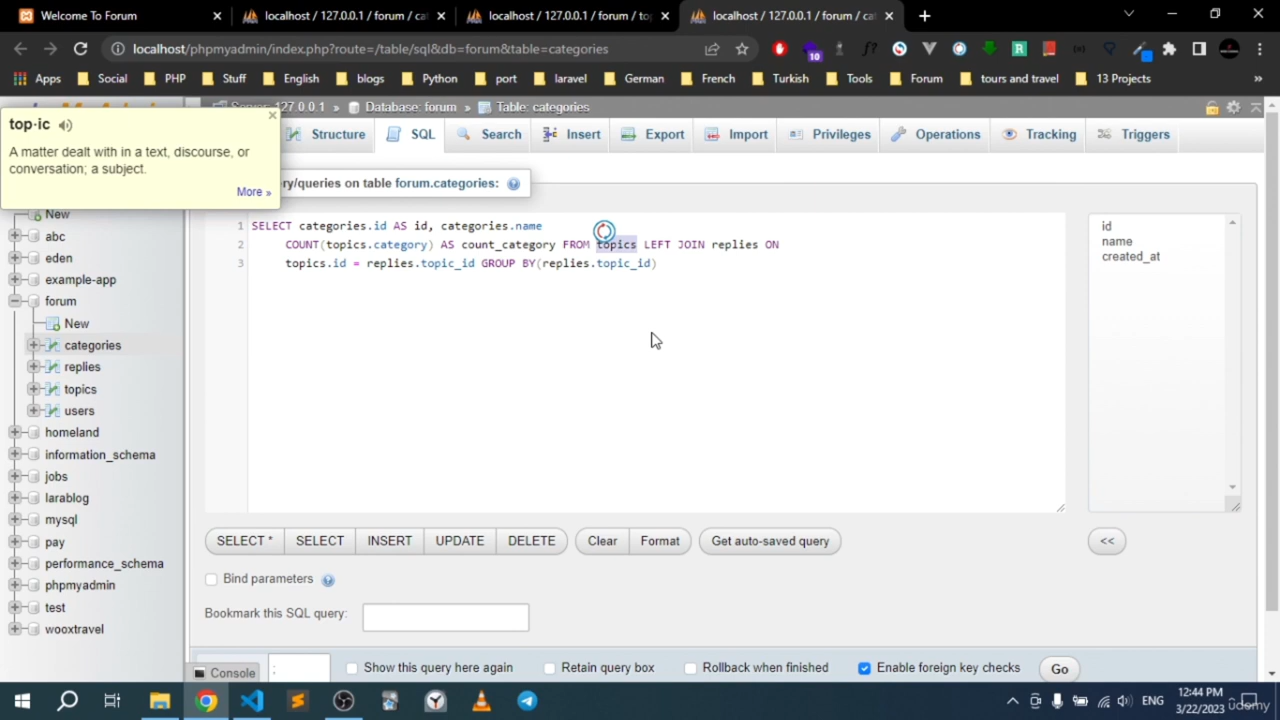 Welcome To Forum
localhost / 127.0.0.1 / forum / ca
localhost / 127.0.0.1 / forum / to
localhost / 127.0.0.1 / forum / cat
localhost/phpmyadmin/index.php?route=/table/sql&db=forum&table=categories
10
Apps
Social
PHP
Stuff
English
blogs
Python
port
laravel
German
French
Turkish
Tools
Forum
tours and travel
13 Projects
»
Server: 127.0.0.1 » Database: forum » Table: categories
Structure
SQL
Search
Insert
Export
Import
Privileges
Operations
Tracking
Triggers
top·ic
A matter dealt with in a text, discourse, or
conversation; a subject.
More »
ry/queries on table forum.categories:
New
abc
eden
example-app
forum
New
categories
replies
topics
users
homeland
information_schema
jobs
larablog
mysql
pay
performance_schema
phpmyadmin
test
wooxtravel
1 SELECT categories.id AS id, categories.name
2 COUNT(topics.category) AS count_category FROM topics LEFT JOIN replies ON
3 topics.id = replies.topic_id GROUP BY(replies.topic_id)
id
name
created_at
SELECT *
SELECT
INSERT
UPDATE
DELETE
Clear
Format
Get auto-saved query
<<
Bind parameters
Bookmark this SQL query:
Console
;
Show this query here again
Retain query box
Rollback when finished
Enable foreign key checks
Go
ENG
12:44 PM
3/22/2023
udemy